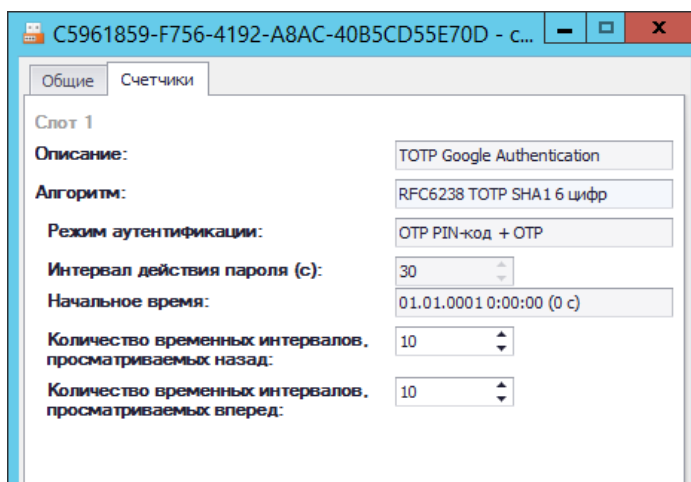 C5961859-F756-4192-A8AC-40B5CD55E70D - с...
Общие
Счетчики
Слот 1
Описание:
TOTP Google Authentication
Алгоритм:
RFC6238 TOTP SHA1 6 цифр
Режим аутентификации:
OTP PIN-код + OTP
Интервал действия пароля (с):
30
Начальное время:
01.01.0001 0:00:00 (0 с)
Количество временных интервалов,
просматриваемых назад:
10
Количество временных интервалов,
просматриваемых вперед:
10